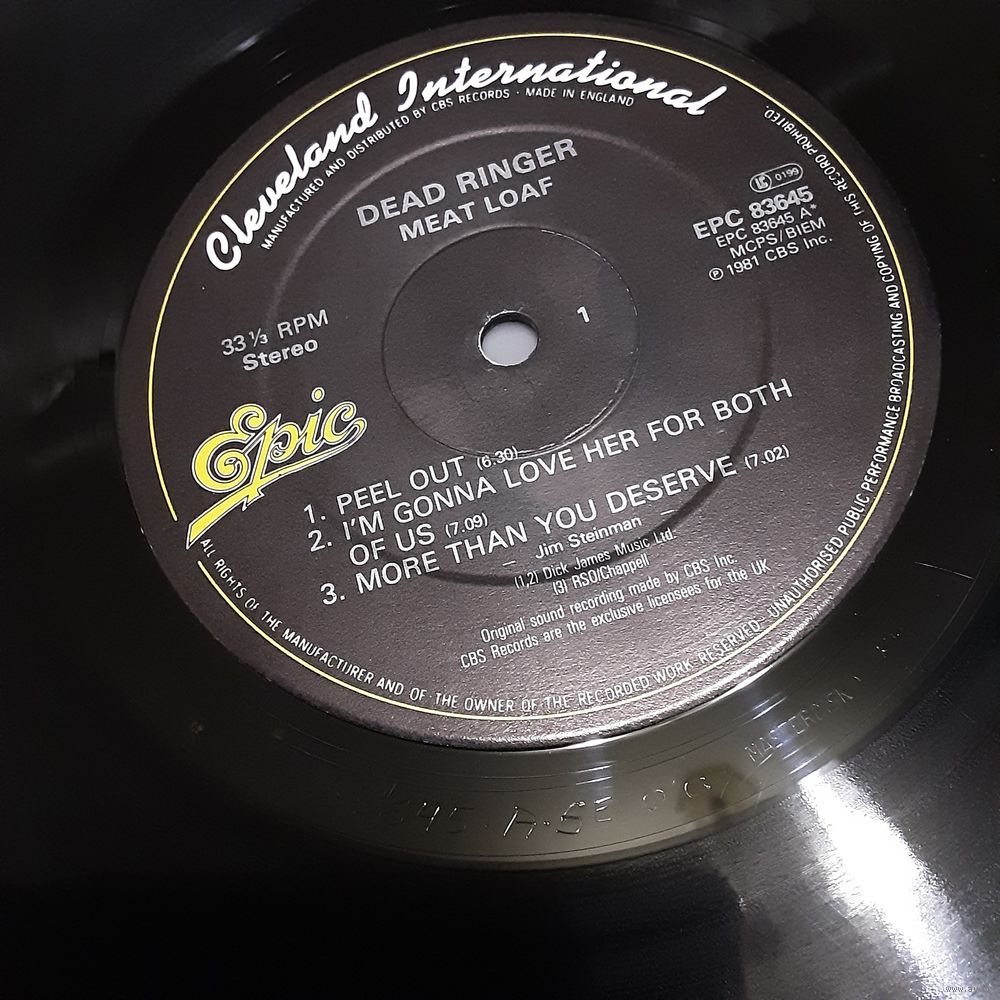 Cleveland International
MANUFACTURED AND DISTRIBUTED BY CBS RECORDS · MADE IN ENGLAND
DEAD RINGER
MEAT LOAF
LC 0199
EPC 83645
EPC 83645 A*
MCPS/BIEM
℗ 1981 CBS Inc.
33⅓ RPM
Stereo
1
Epic
1. PEEL OUT (6.30)
2. I'M GONNA LOVE HER FOR BOTH
OF US (7.09)
3. MORE THAN YOU DESERVE (7.02)
– Jim Steinman –
(1,2) Dick James Music Ltd.
(3) RSO/Chappell
Original sound recording made by CBS Inc.
CBS Records are the exclusive licensees for the UK
ALL RIGHTS OF THE MANUFACTURER AND OF THE OWNER OF THE RECORDED WORK RESERVED. UNAUTHORISED PUBLIC PERFORMANCE BROADCASTING AND COPYING OF THIS RECORD PROHIBITED.
645 A·SE